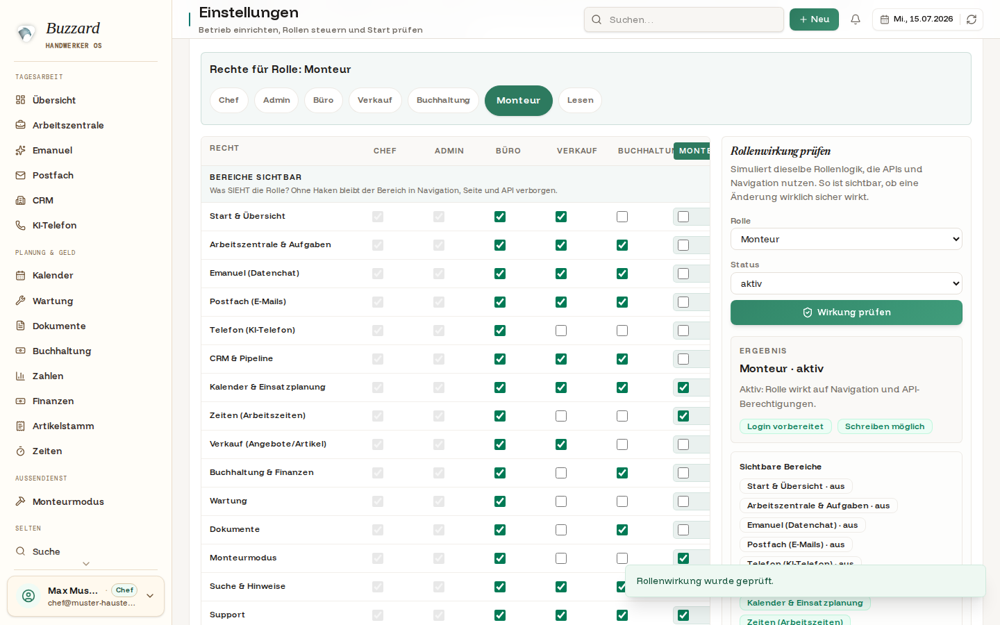 Buzzard
HANDWERKER OS
TAGESARBEIT
Übersicht
Arbeitszentrale
Emanuel
Postfach
CRM
KI-Telefon
PLANUNG & GELD
Kalender
Wartung
Dokumente
Buchhaltung
Zahlen
Finanzen
Artikelstamm
Zeiten
AUSSENDIENST
Monteurmodus
SELTEN
Suche
Max Mus... · Chef
chef@muster-hauste...
Einstellungen
Betrieb einrichten, Rollen steuern und Start prüfen
Suchen...
Neu
Mi., 15.07.2026
Rechte für Rolle: Monteur
Chef Admin Büro Verkauf Buchhaltung Monteur Lesen
RECHT CHEF ADMIN BÜRO VERKAUF BUCHHALTUN MONTE
BEREICHE SICHTBAR
Was SIEHT die Rolle? Ohne Haken bleibt der Bereich in Navigation, Seite und API verborgen.
Start & Übersicht
Arbeitszentrale & Aufgaben
Emanuel (Datenchat)
Postfach (E-Mails)
Telefon (KI-Telefon)
CRM & Pipeline
Kalender & Einsatzplanung
Zeiten (Arbeitszeiten)
Verkauf (Angebote/Artikel)
Buchhaltung & Finanzen
Wartung
Dokumente
Monteurmodus
Suche & Hinweise
Support
Rollenwirkung prüfen
Simuliert dieselbe Rollenlogik, die APIs und
Navigation nutzen. So ist sichtbar, ob eine
Änderung wirklich sicher wirkt.
Rolle
Monteur
Status
aktiv
Wirkung prüfen
ERGEBNIS
Monteur · aktiv
Aktiv: Rolle wirkt auf Navigation und API-
Berechtigungen.
Login vorbereitet Schreiben möglich
Sichtbare Bereiche
Start & Übersicht · aus
Arbeitszentrale & Aufgaben · aus
Emanuel (Datenchat) · aus
Postfach (E-Mails) · aus
Telefon (KI-Telefon) · aus
Rollenwirkung wurde geprüft.
Kalender & Einsatzplanung
Zeiten (Arbeitszeiten)